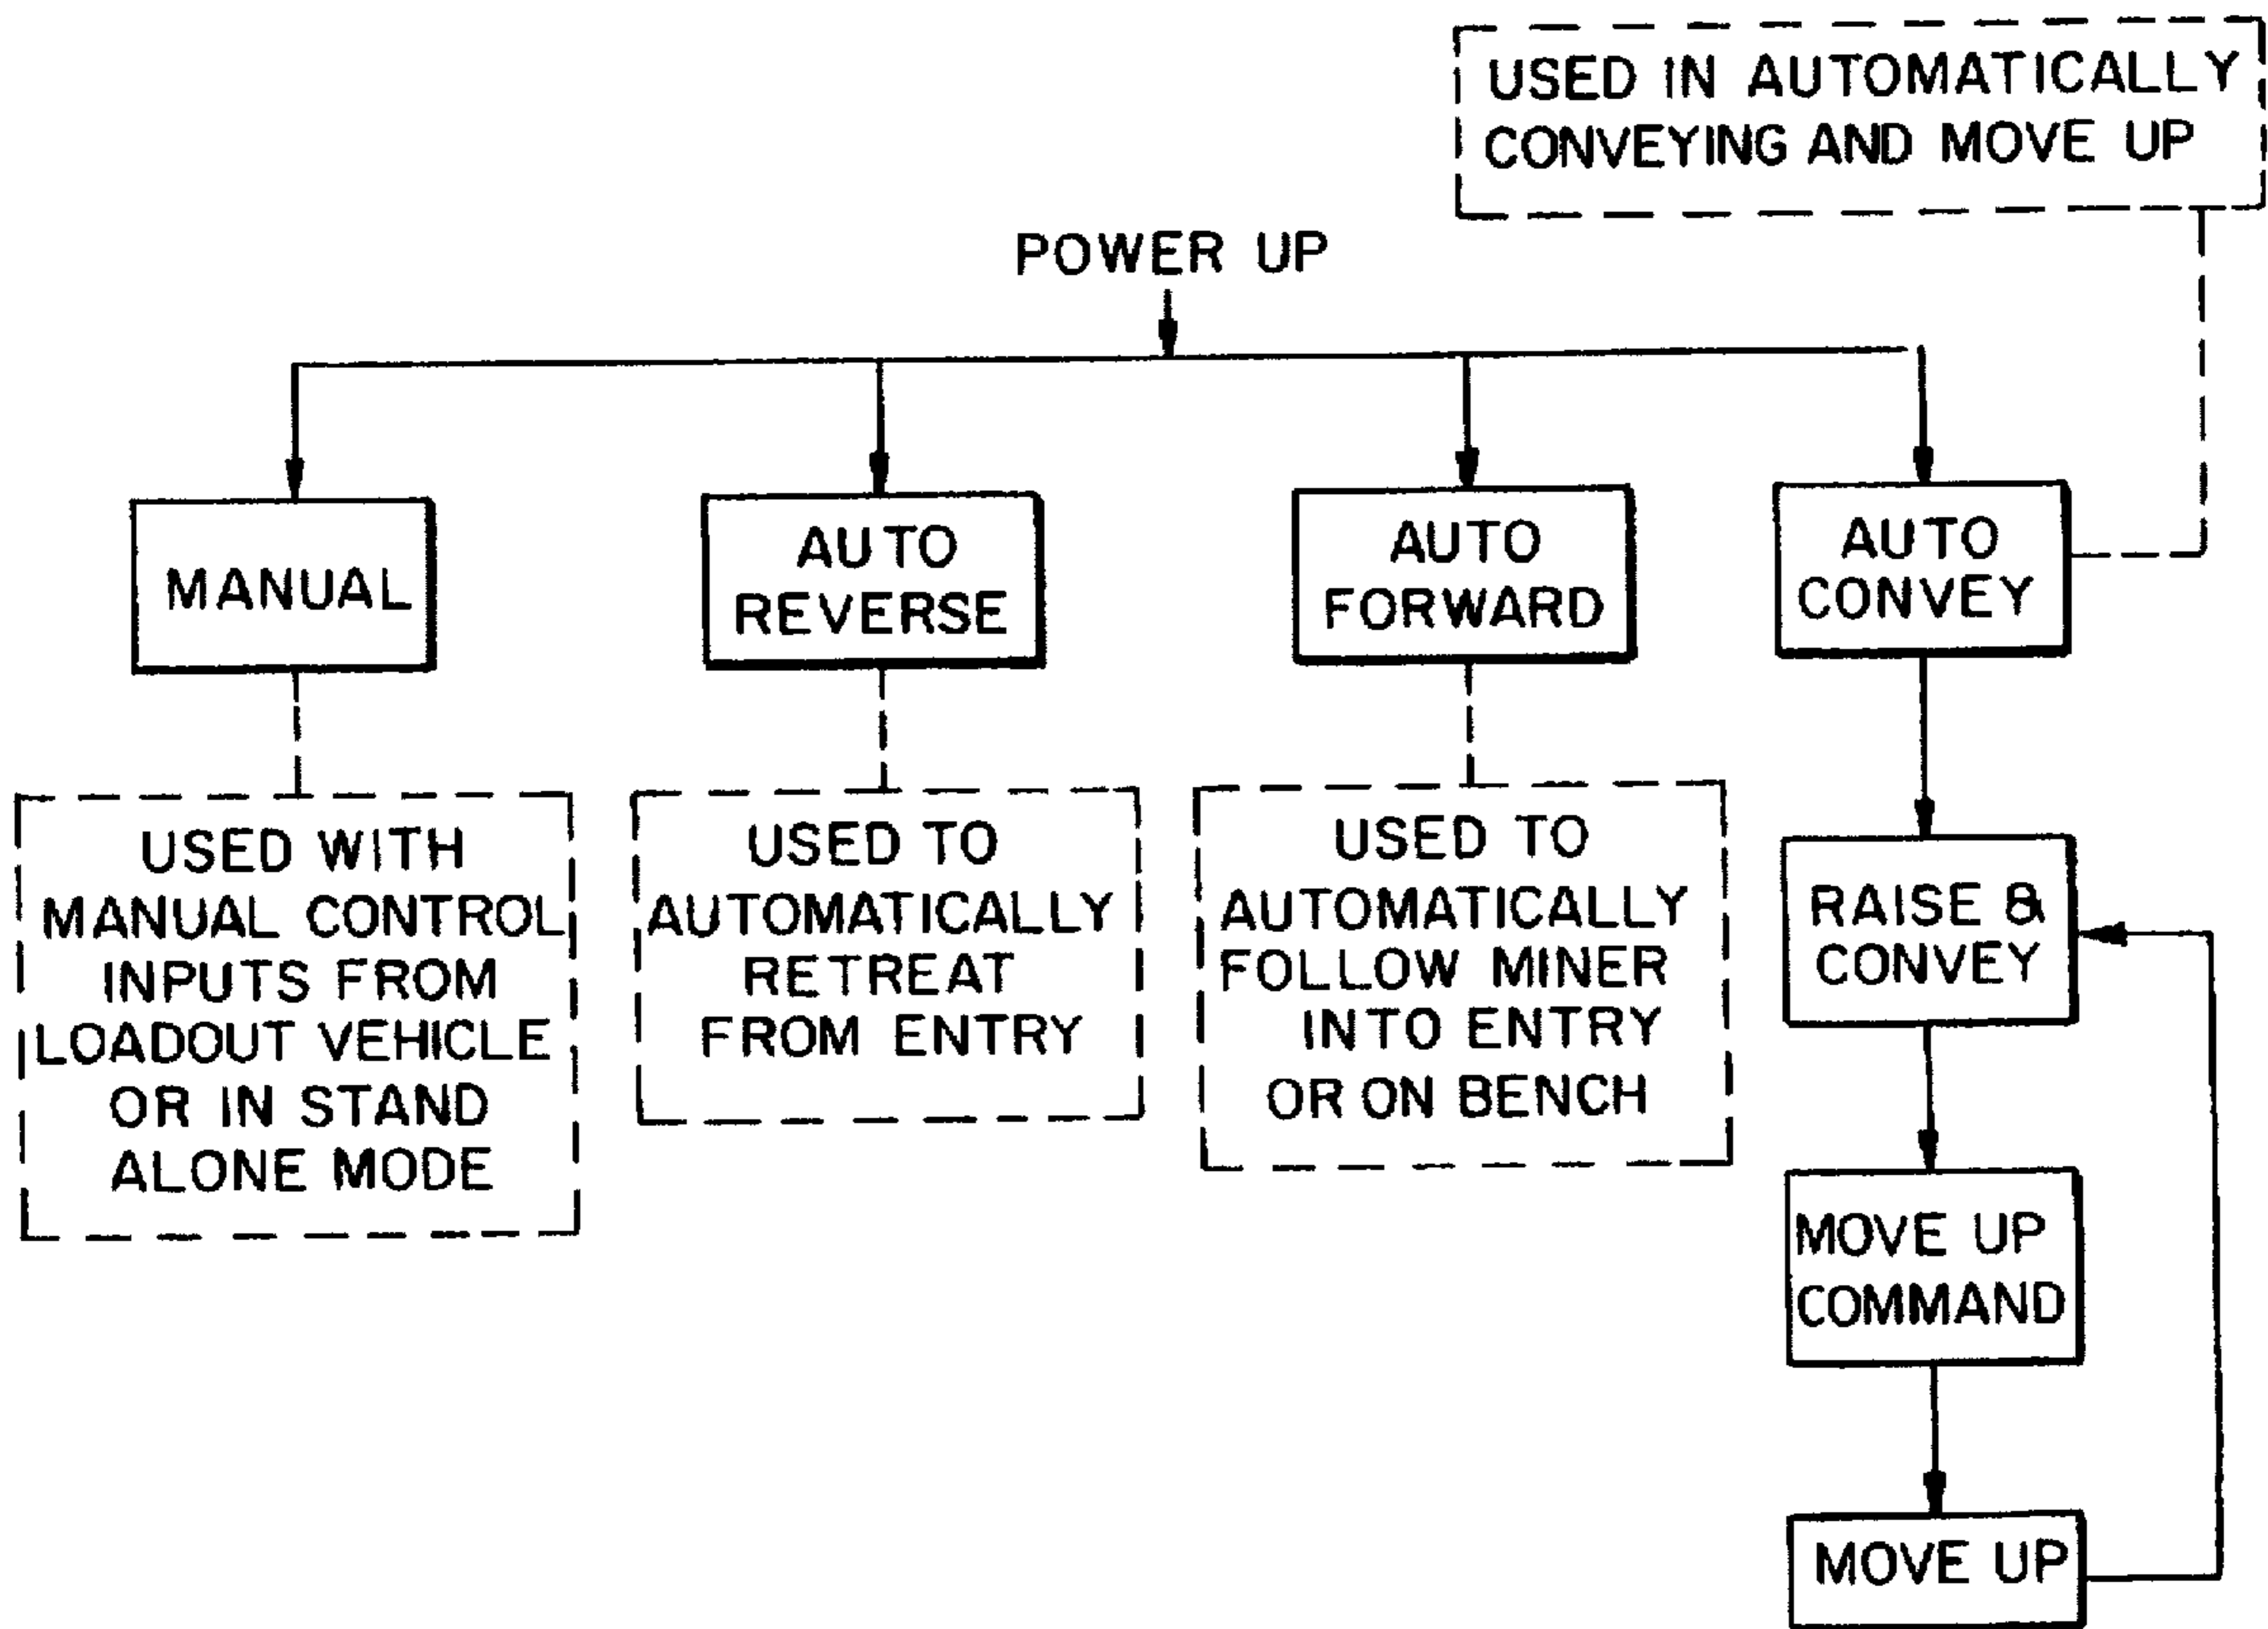 USED IN AUTOMATICALLY
CONVEYING AND MOVE UP
POWER UP
MANUAL
AUTO
REVERSE
AUTO
FORWARD
AUTO
CONVEY
USED WITH
MANUAL CONTROL
INPUTS FROM
LOADOUT VEHICLE
OR IN STAND
ALONE MODE
USED TO
AUTOMATICALLY
RETREAT
FROM ENTRY
USED TO
AUTOMATICALLY
FOLLOW MINER
INTO ENTRY
OR ON BENCH
RAISE &
CONVEY
MOVE UP
COMMAND
MOVE UP